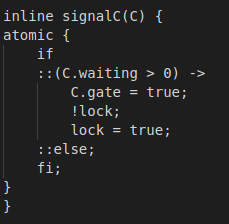 inline signalC(C) {
atomic {
    if
    ::(C.waiting > 0) ->
        C.gate = true;
        !lock;
        lock = true;
    ::else;
    fi;
}
}